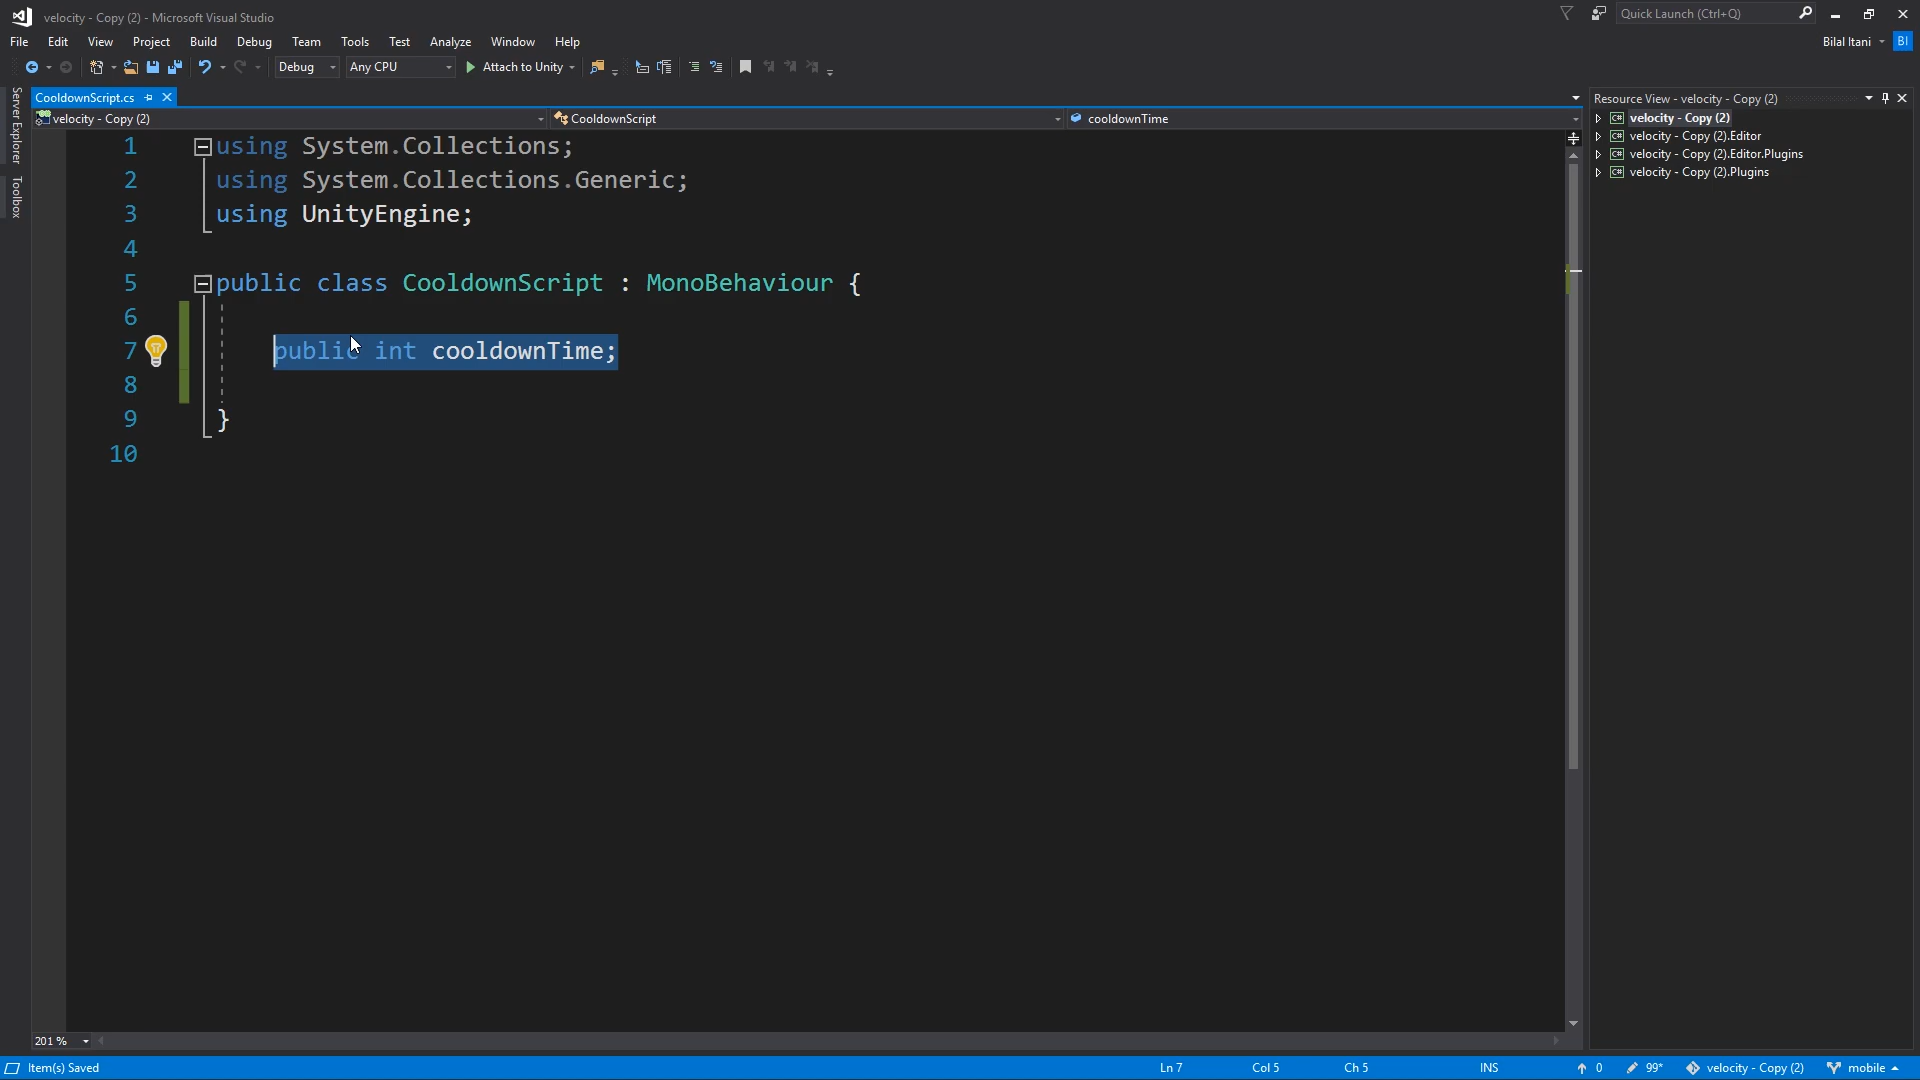 velocity - Copy (2) - Microsoft Visual Studio
Quick Launch (Ctrl+Q)
File Edit View Project Build Debug Team Tools Test Analyze Window Help
Bilal Itani BI
Debug Any CPU Attach to Unity
Server Explorer
Toolbox
CooldownScript.cs
velocity - Copy (2) CooldownScript cooldownTime
1 using System.Collections;
2 using System.Collections.Generic;
3 using UnityEngine;
4
5 public class CooldownScript : MonoBehaviour {
6
7 public int cooldownTime;
8
9 }
10
Resource View - velocity - Copy (2)
velocity - Copy (2)
velocity - Copy (2).Editor
velocity - Copy (2).Editor.Plugins
velocity - Copy (2).Plugins
201 %
Item(s) Saved Ln 7 Col 5 Ch 5 INS 0 99* velocity - Copy (2) mobile